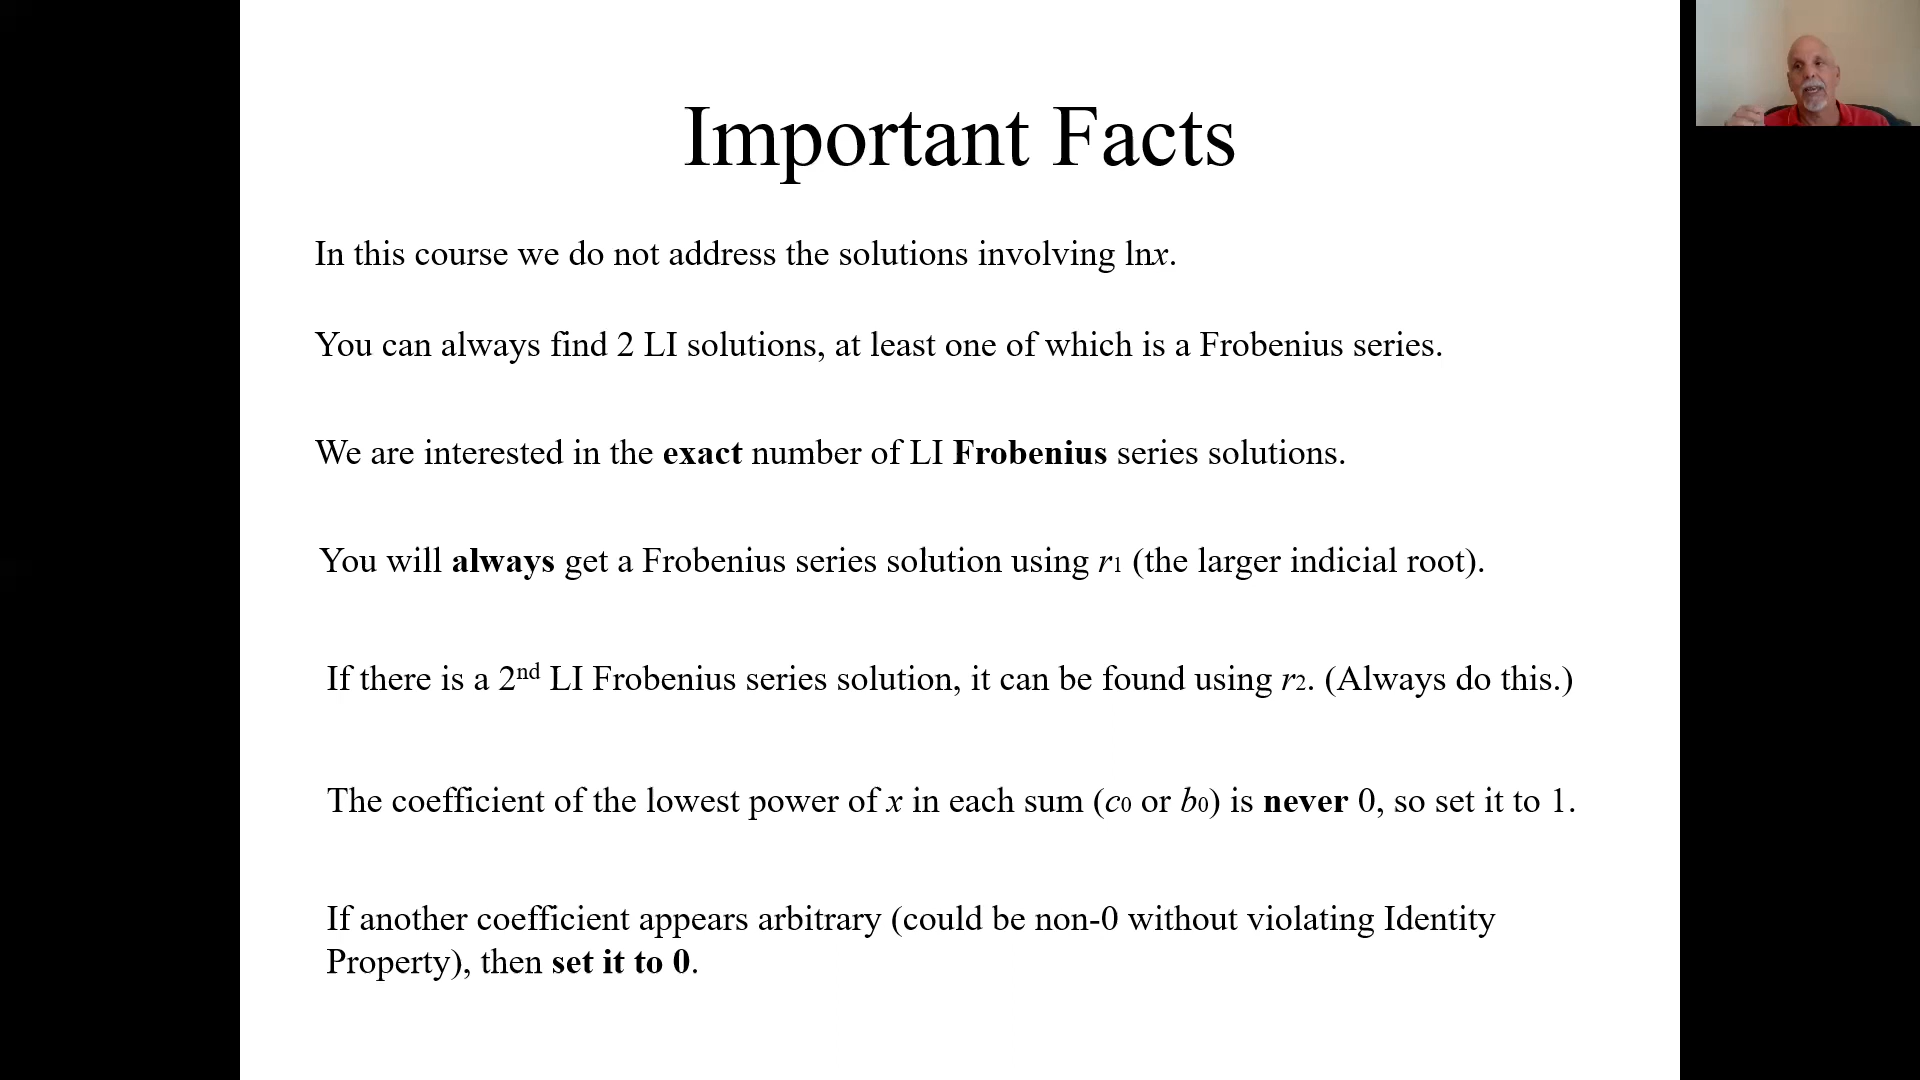 Important Facts
In this course we do not address the solutions involving lnx.
You can always find 2 LI solutions, at least one of which is a Frobenius series.
We are interested in the exact number of LI Frobenius series solutions.
You will always get a Frobenius series solution using r1 (the larger indicial root).
If there is a 2nd LI Frobenius series solution, it can be found using r2. (Always do this.)
The coefficient of the lowest power of x in each sum (c0 or b0) is never 0, so set it to 1.
If another coefficient appears arbitrary (could be non-0 without violating Identity
Property), then set it to 0.